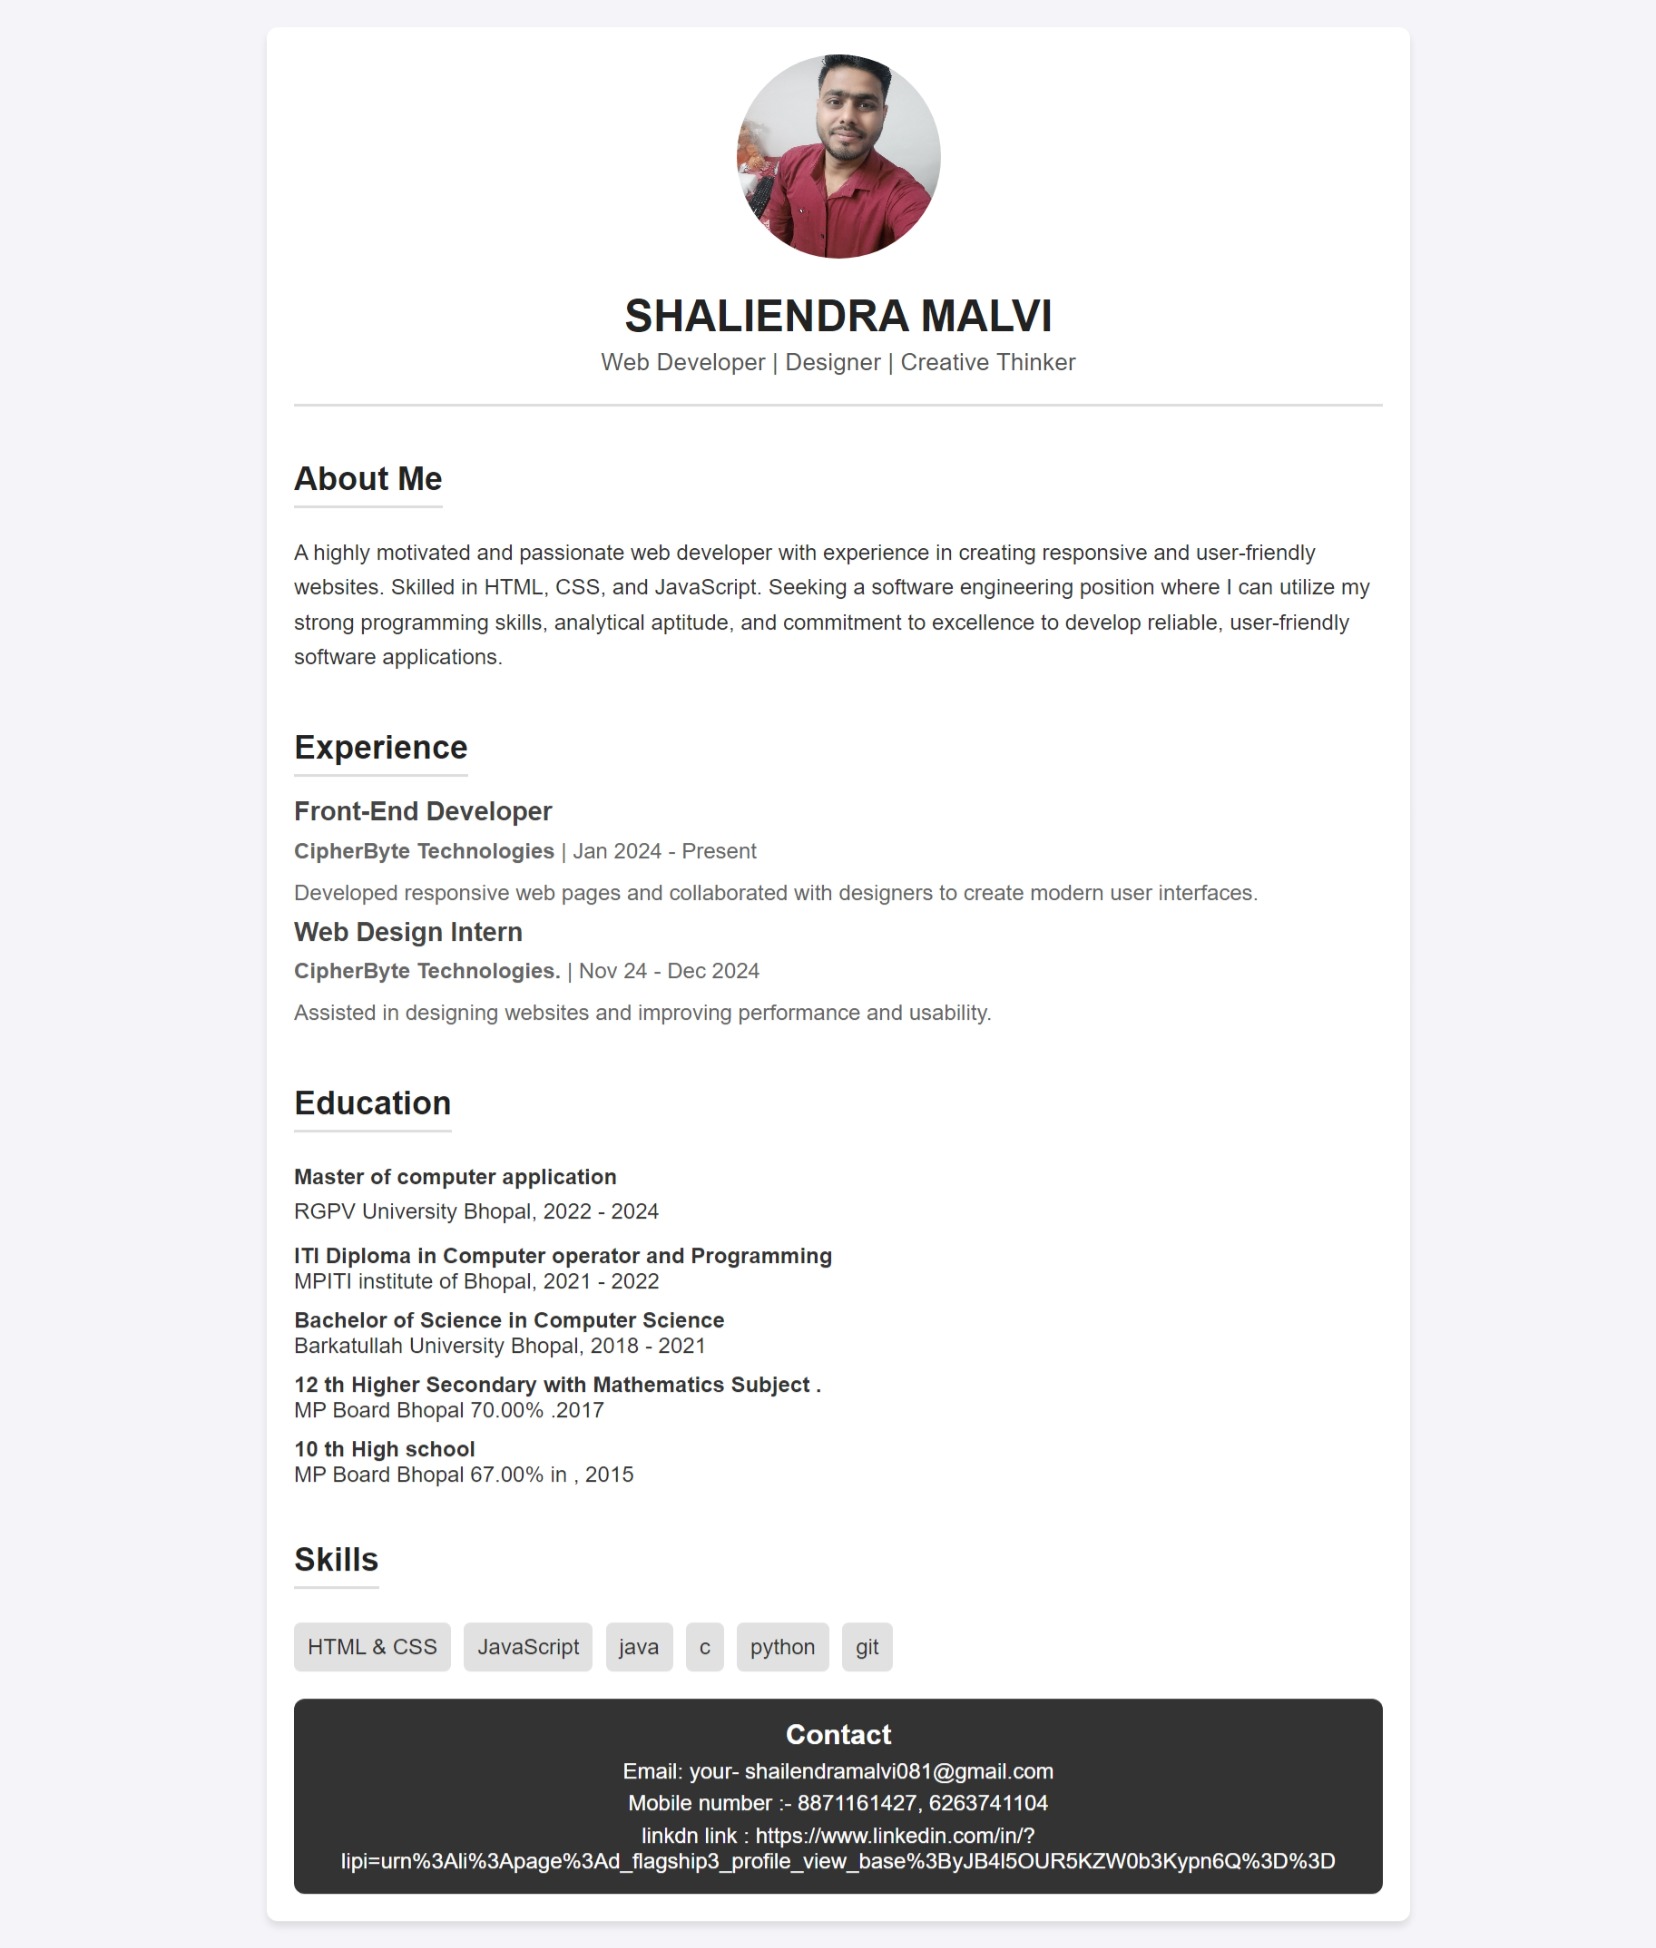 SHALIENDRA MALVI
Web Developer | Designer | Creative Thinker
About Me
A highly motivated and passionate web developer with experience in creating responsive and user-friendly
websites. Skilled in HTML, CSS, and JavaScript. Seeking a software engineering position where I can utilize my
strong programming skills, analytical aptitude, and commitment to excellence to develop reliable, user-friendly
software applications.
Experience
Front-End Developer
CipherByte Technologies | Jan 2024 - Present
Developed responsive web pages and collaborated with designers to create modern user interfaces.
Web Design Intern
CipherByte Technologies. | Nov 24 - Dec 2024
Assisted in designing websites and improving performance and usability.
Education
Master of computer application
RGPV University Bhopal, 2022 - 2024
ITI Diploma in Computer operator and Programming
MPITI institute of Bhopal, 2021 - 2022
Bachelor of Science in Computer Science
Barkatullah University Bhopal, 2018 - 2021
12 th Higher Secondary with Mathematics Subject .
MP Board Bhopal 70.00% .2017
10 th High school
MP Board Bhopal 67.00% in , 2015
Skills
HTML & CSS JavaScript java c python git
Contact
Email: your- shailendramalvi081@gmail.com
Mobile number :- 8871161427, 6263741104
linkdn link : https://www.linkedin.com/in/?
lipi=urn%3Ali%3Apage%3Ad_flagship3_profile_view_base%3ByJB4l5OUR5KZW0b3Kypn6Q%3D%3D